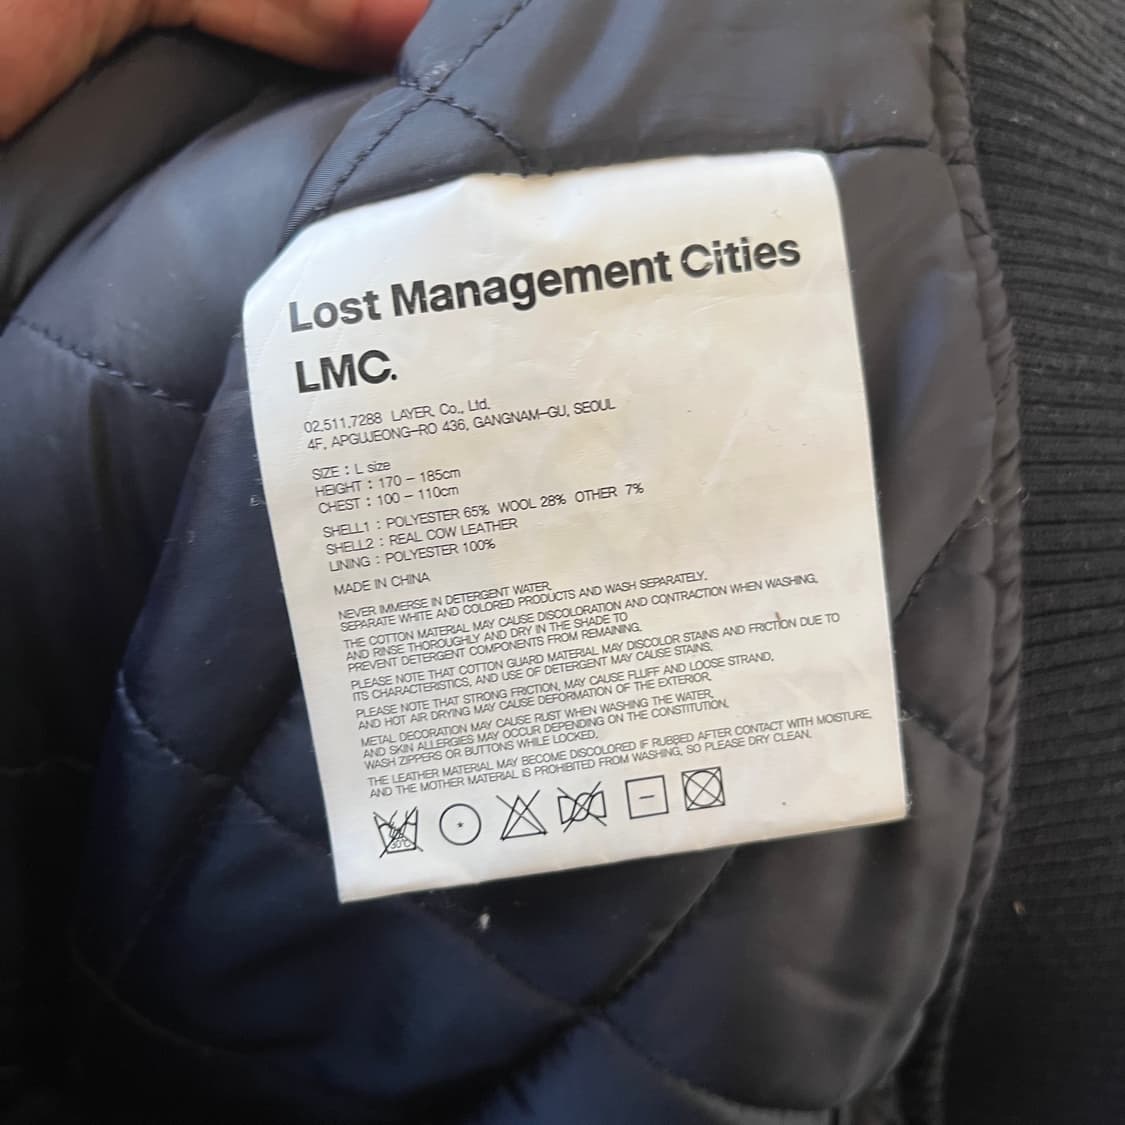 Lost Management Cities
LMC.
02.511.7288 LAYER. Co., Ltd.
4F, APGUJEONG-RO 436, GANGNAM-GU, SEOUL
SIZE : L size
HEIGHT : 170 - 185cm
CHEST : 100 - 110cm
SHELL1 : POLYESTER 65% WOOL 28% OTHER 7%
SHELL2 : REAL COW LEATHER
LINING : POLYESTER 100%
MADE IN CHINA
NEVER IMMERSE IN DETERGENT WATER,
SEPARATE WHITE AND COLORED PRODUCTS AND WASH SEPARATELY.
THE COTTON MATERIAL MAY CAUSE DISCOLORATION AND CONTRACTION WHEN WASHING,
AND RINSE THOROUGHLY AND DRY IN THE SHADE TO
PREVENT DETERGENT COMPONENTS FROM REMAINING.
PLEASE NOTE THAT COTTON GUARD MATERIAL MAY DISCOLOR STAINS AND FRICTION DUE TO
ITS CHARACTERISTICS, AND USE OF DETERGENT MAY CAUSE STAINS.
PLEASE NOTE THAT STRONG FRICTION, MAY CAUSE FLUFF AND LOOSE STRAND,
AND HOT AIR DRYING MAY CAUSE DEFORMATION OF THE EXTERIOR.
METAL DECORATION MAY CAUSE RUST WHEN WASHING THE WATER,
AND SKIN ALLERGIES MAY OCCUR DEPENDING ON THE CONSTITUTION.
WASH ZIPPERS OR BUTTONS WHILE LOCKED.
THE LEATHER MATERIAL MAY BECOME DISCOLORED IF RUBBED AFTER CONTACT WITH MOISTURE,
AND THE MOTHER MATERIAL IS PROHIBITED FROM WASHING, SO PLEASE DRY CLEAN.
30°C